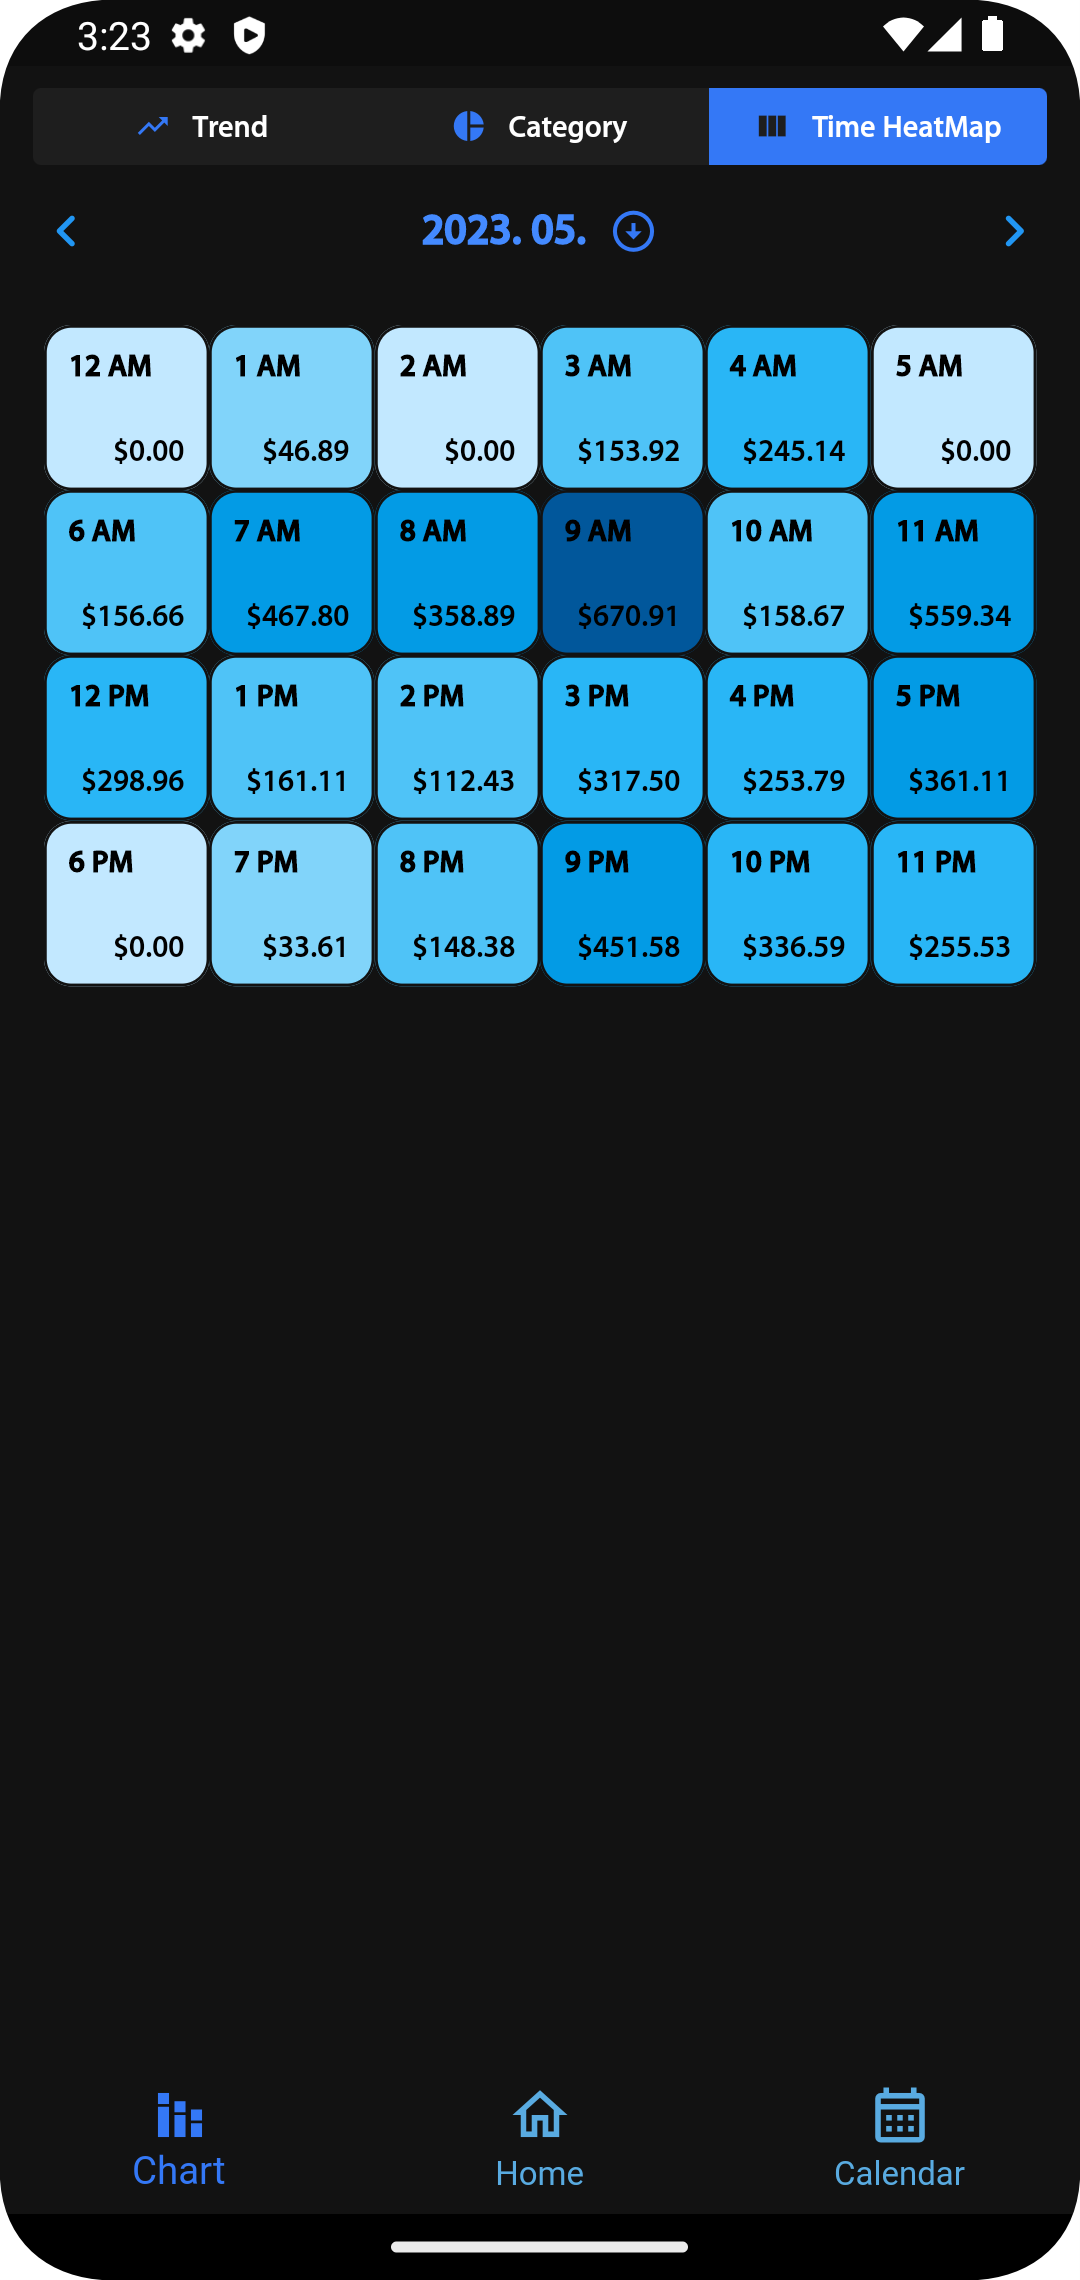 3:23
Trend Category Time HeatMap
2023. 05.
12 AM 1 AM 2 AM 3 AM 4 AM 5 AM
$0.00 $46.89 $0.00 $153.92 $245.14 $0.00
6 AM 7 AM 8 AM 9 AM 10 AM 11 AM
$156.66 $467.80 $358.89 $670.91 $158.67 $559.34
12 PM 1 PM 2 PM 3 PM 4 PM 5 PM
$298.96 $161.11 $112.43 $317.50 $253.79 $361.11
6 PM 7 PM 8 PM 9 PM 10 PM 11 PM
$0.00 $33.61 $148.38 $451.58 $336.59 $255.53
Chart Home Calendar